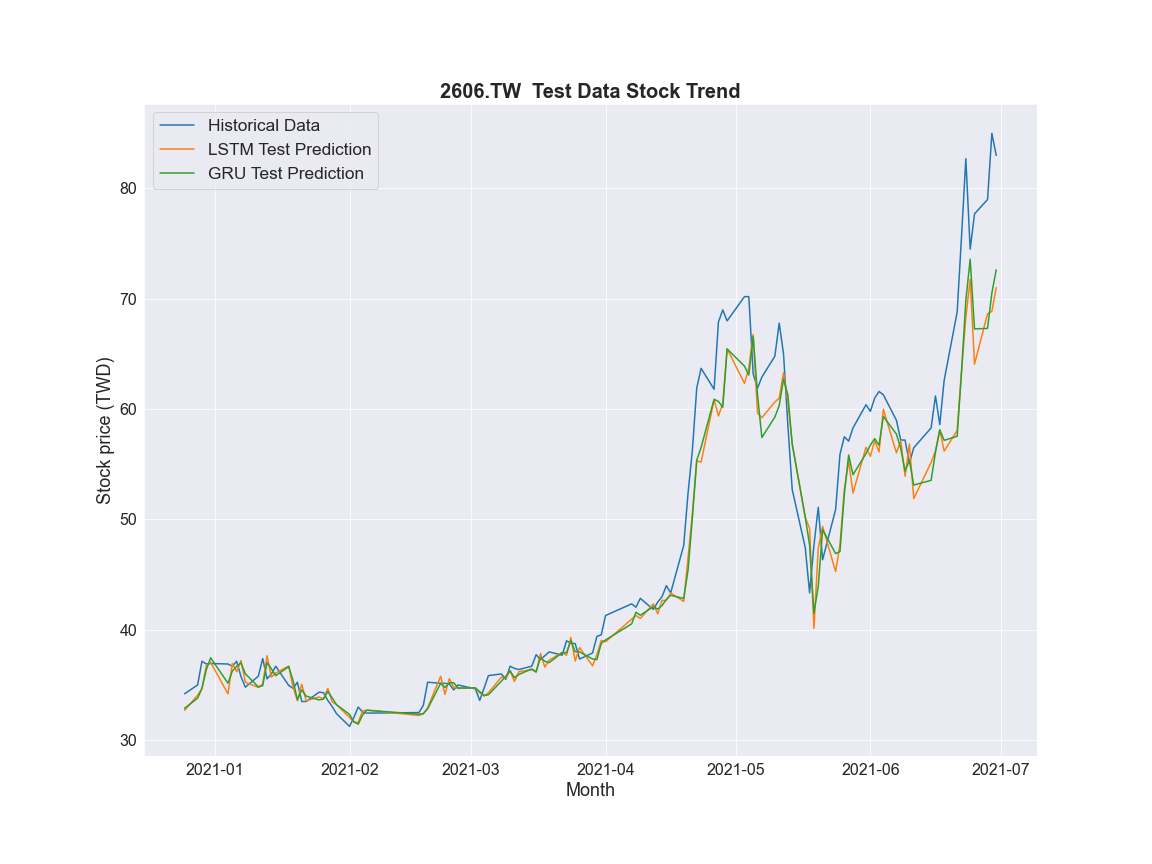 2606.TW  Test Data Stock Trend
Historical Data
LSTM Test Prediction
GRU Test Prediction
80
70
60
50
40
30
Stock price (TWD)
2021-01 2021-02 2021-03 2021-04 2021-05 2021-06 2021-07
Month